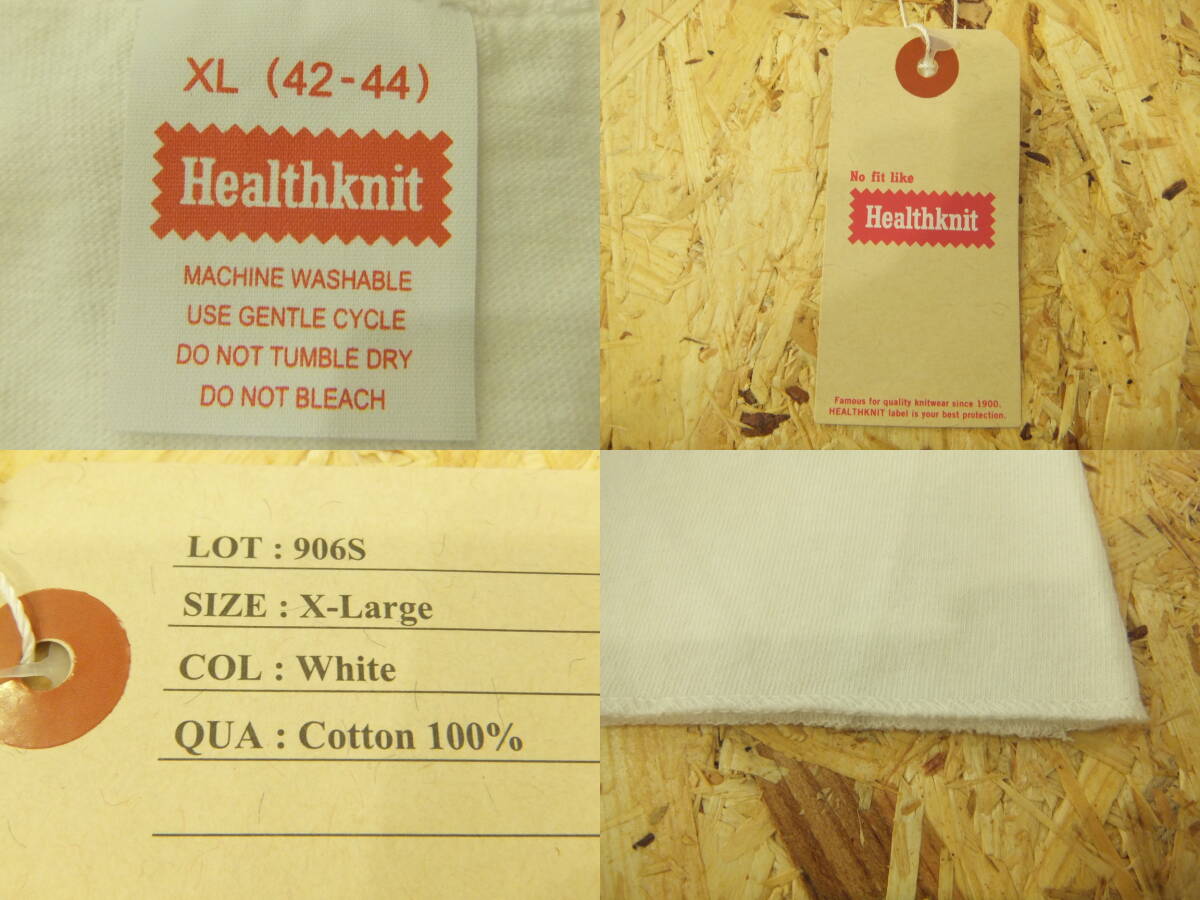 XL (42-44)
Healthknit
MACHINE WASHABLE
USE GENTLE CYCLE
DO NOT TUMBLE DRY
DO NOT BLEACH
No fit like
Healthknit
Famous for quality knitwear since 1900.
HEALTHKNIT label is your best protection.
LOT : 906S
SIZE : X-Large
COL : White
QUA : Cotton 100%